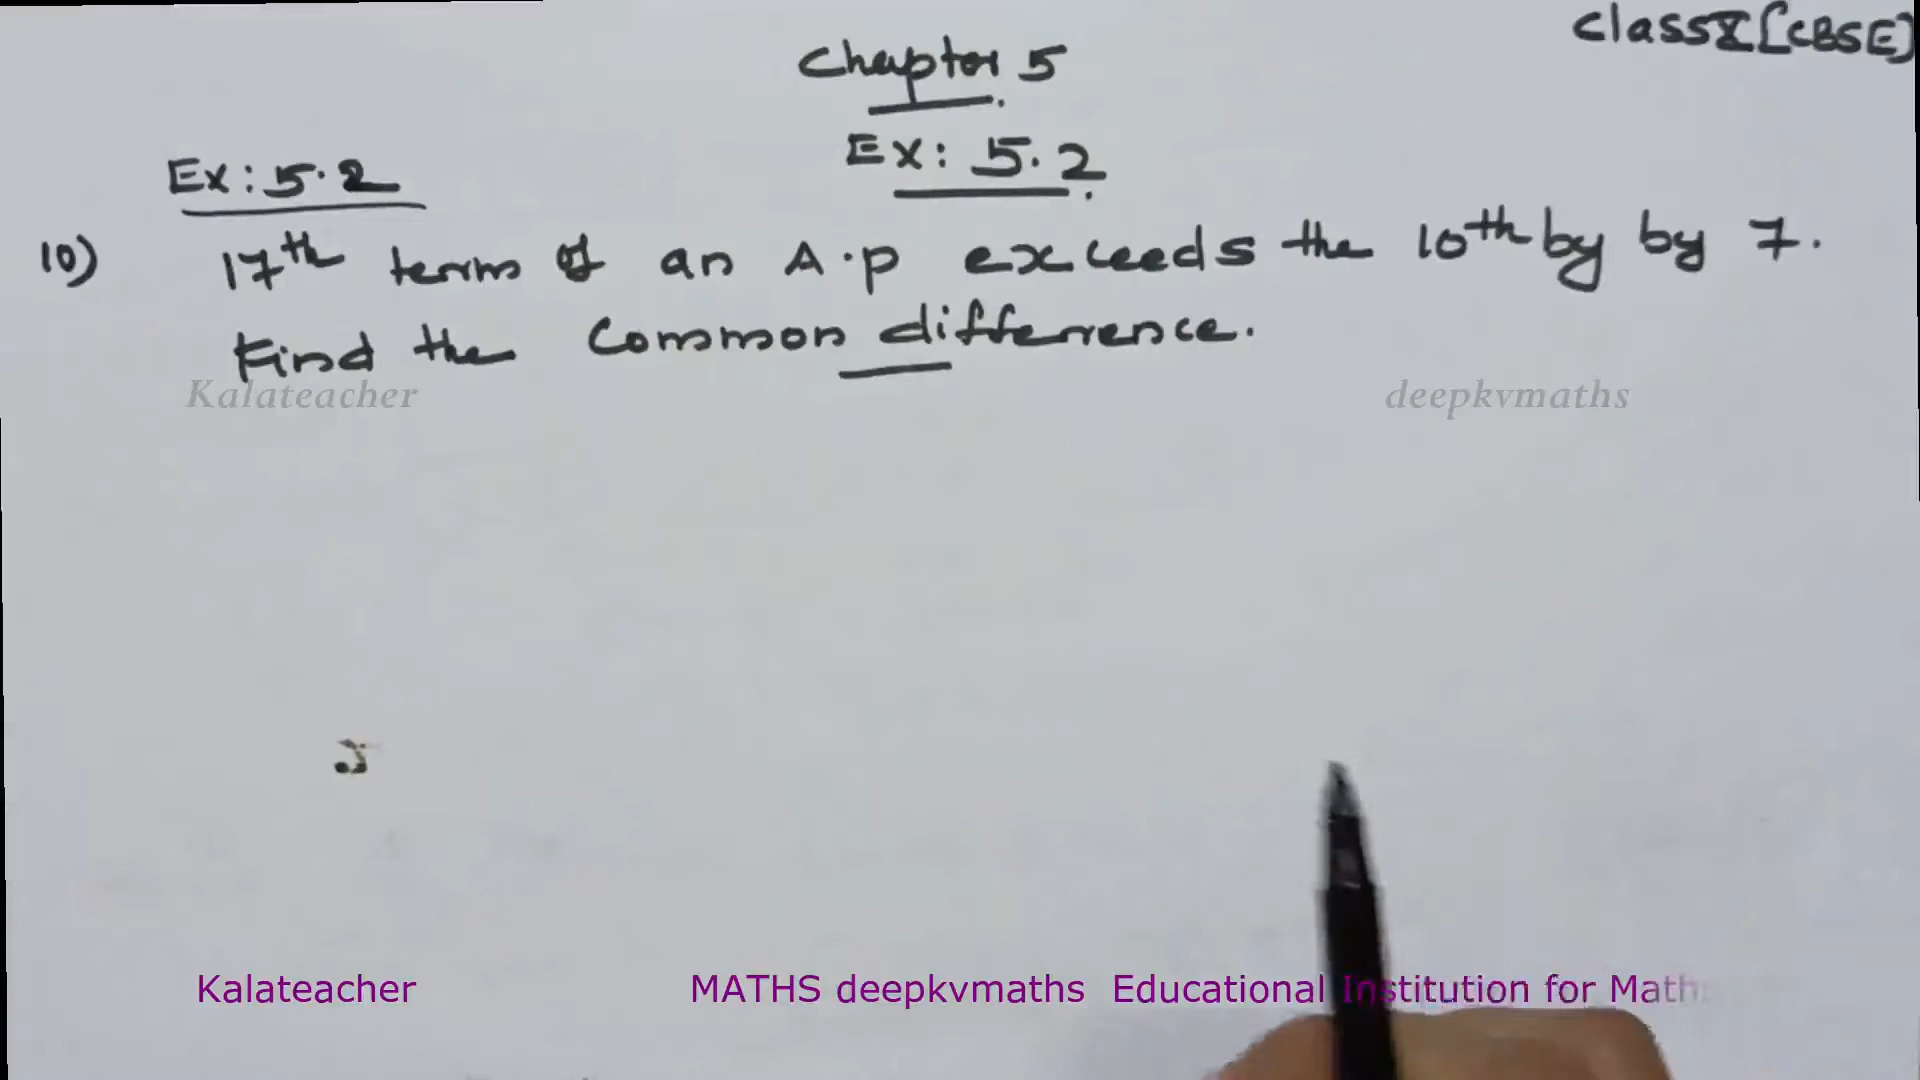 Class X [CBSE]
Chapter 5
Ex: 5.2
Ex: 5.2
10) 17th term of an A.p exceeds the 10th by by 7.
Find the Common difference.
Kalateacher deepkvmaths
Kalateacher MATHS deepkvmaths Educational Institution for Maths